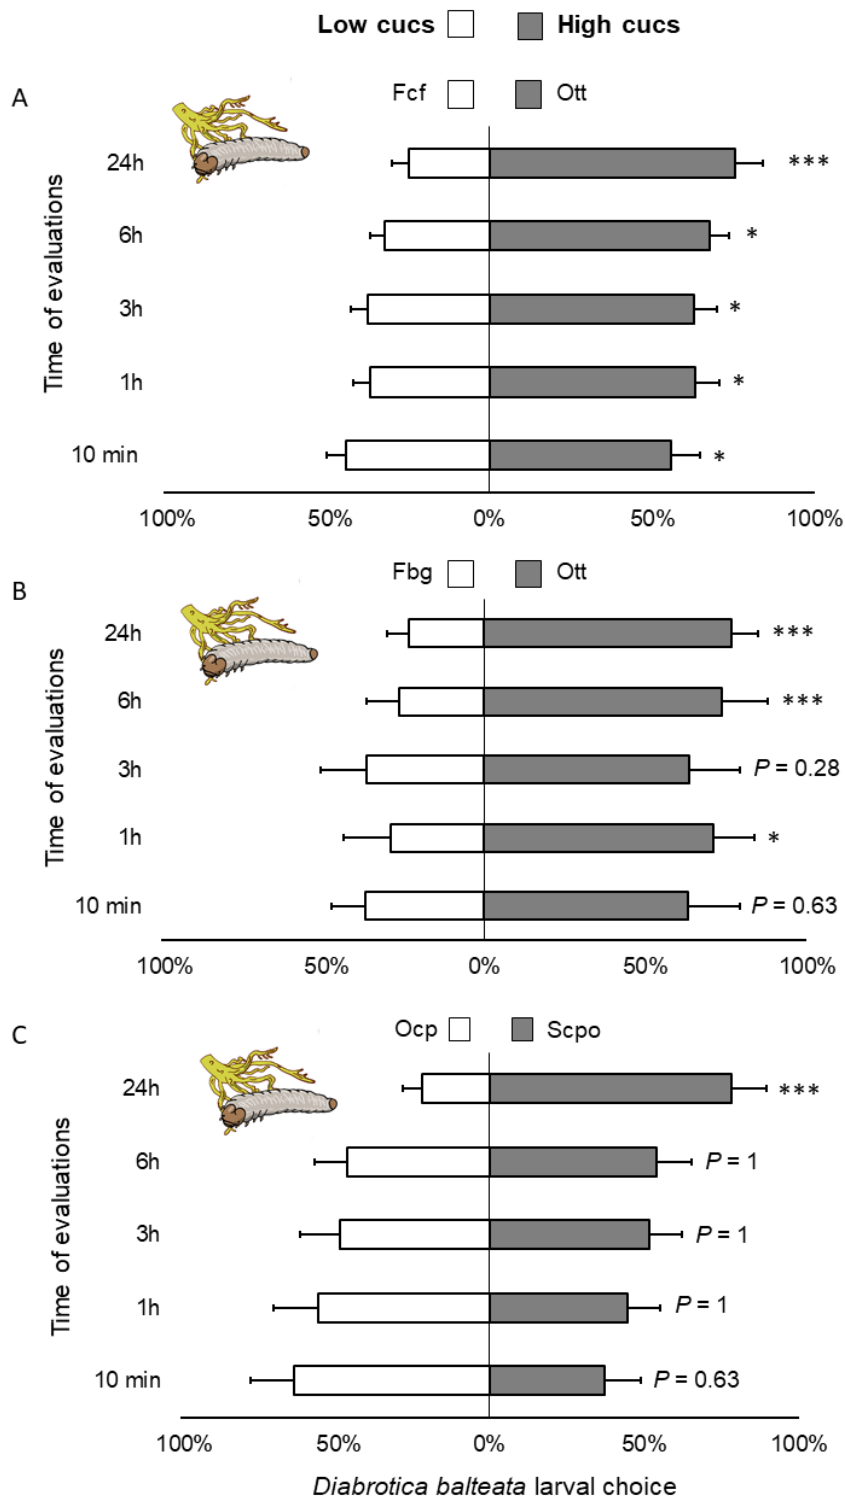 Low cucs High cucs
A
Fcf Ott
Time of evaluations
24h ***
6h *
3h *
1h *
10 min *
100% 50% 0% 50% 100%
B
Fbg Ott
Time of evaluations
24h ***
6h ***
3h P = 0.28
1h *
10 min P = 0.63
100% 50% 0% 50% 100%
C
Ocp Scpo
Time of evaluations
24h ***
6h P = 1
3h P = 1
1h P = 1
10 min P = 0.63
100% 50% 0% 50% 100%
Diabrotica balteata larval choice